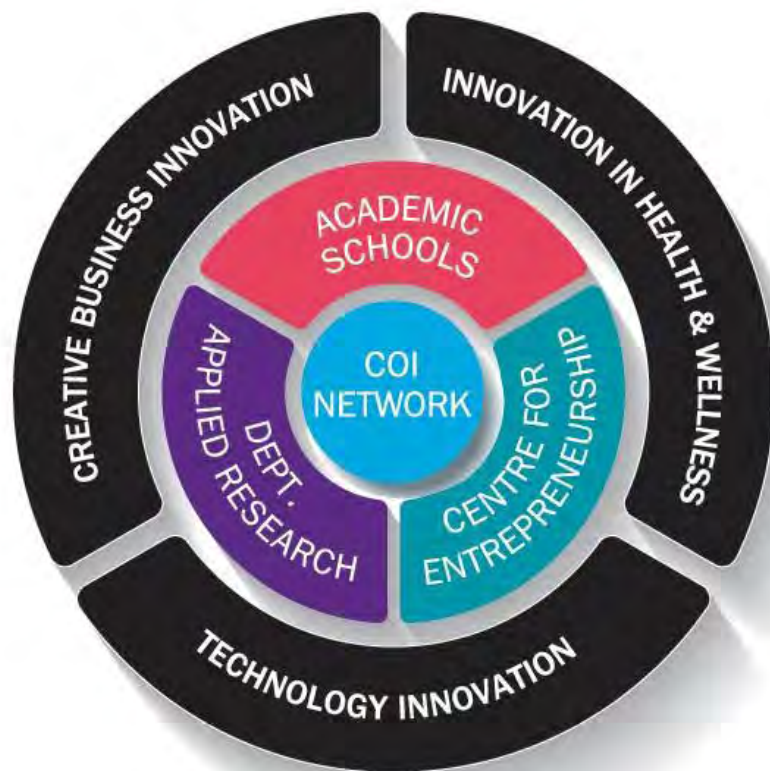 CREATIVE BUSINESS INNOVATION
INNOVATION IN HEALTH & WELLNESS
ACADEMIC
SCHOOLS
COI
NETWORK
DEPT.
APPLIED RESEARCH
CENTRE FOR
ENTREPRENEURSHIP
TECHNOLOGY INNOVATION